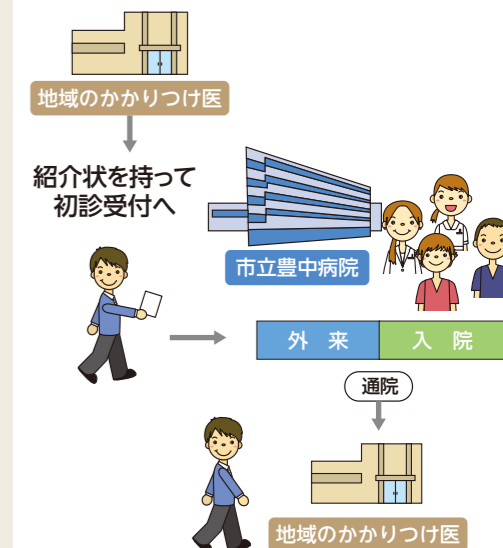 地域のかかりつけ医
紹介状を持って
初診受付へ
市立豊中病院
外 来
入 院
通院
地域のかかりつけ医